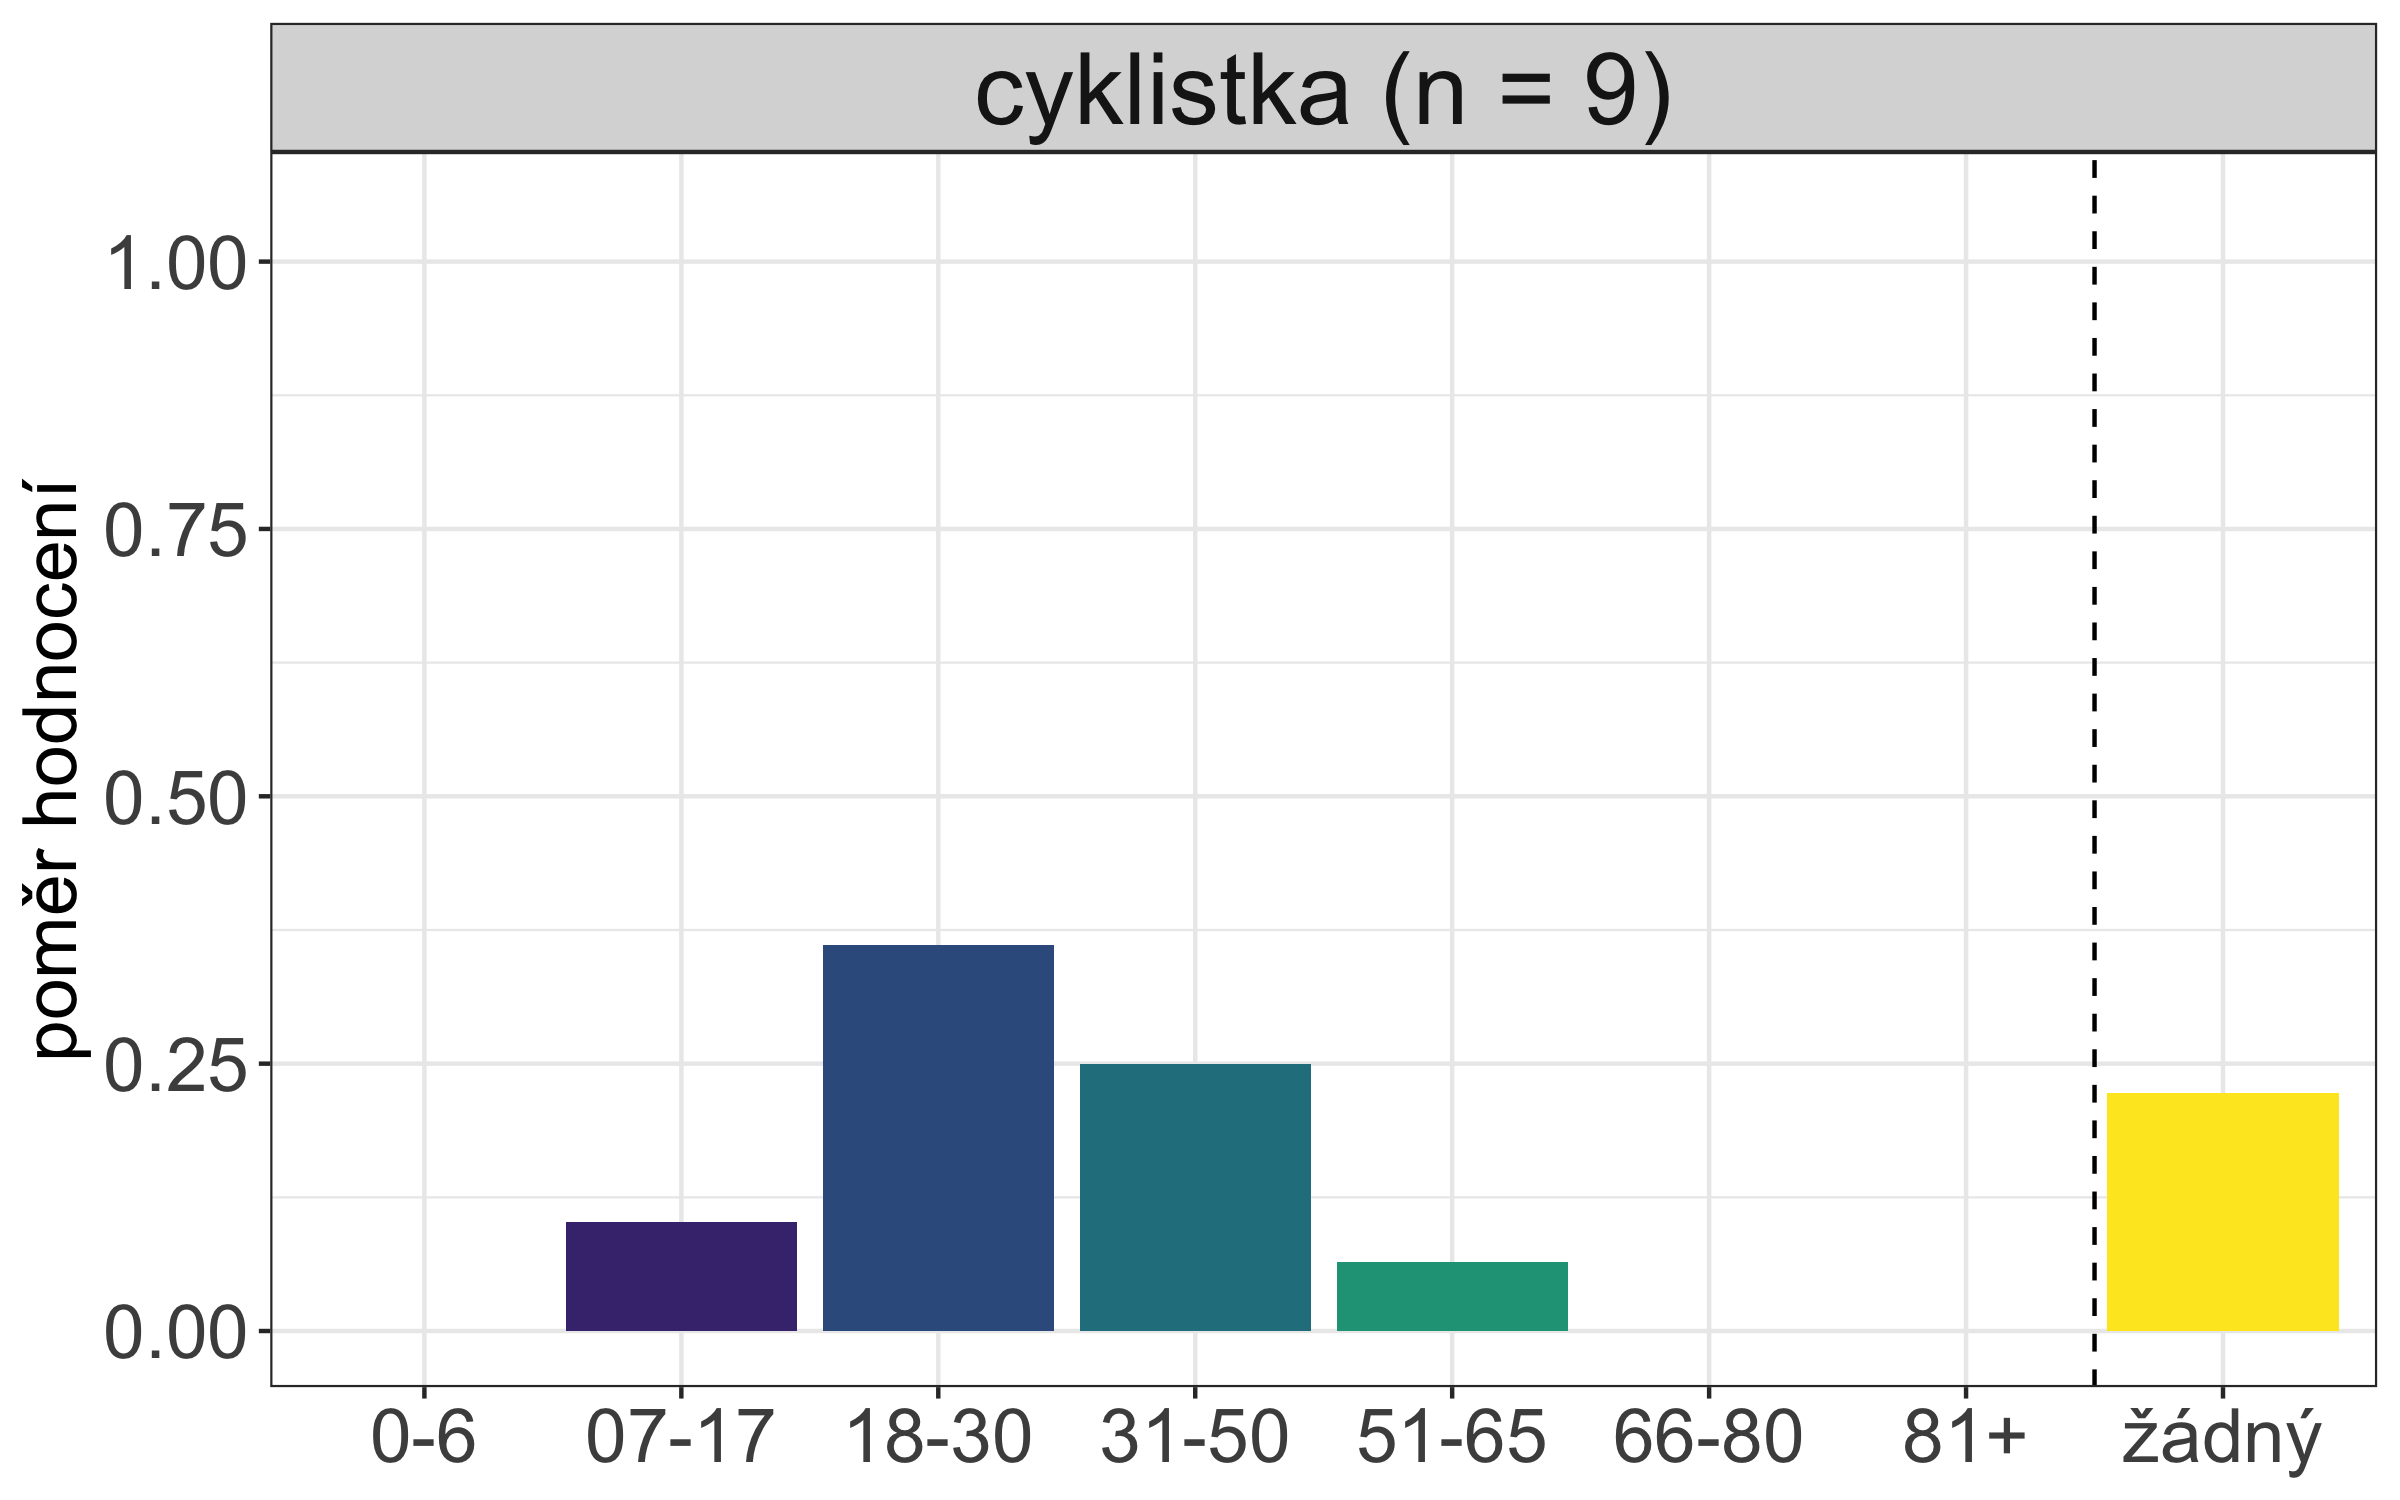 cyklistka (n = 9)
poměr hodnocení
1.00
0.75
0.50
0.25
0.00
0-6 07-17 18-30 31-50 51-65 66-80 81+ žádný